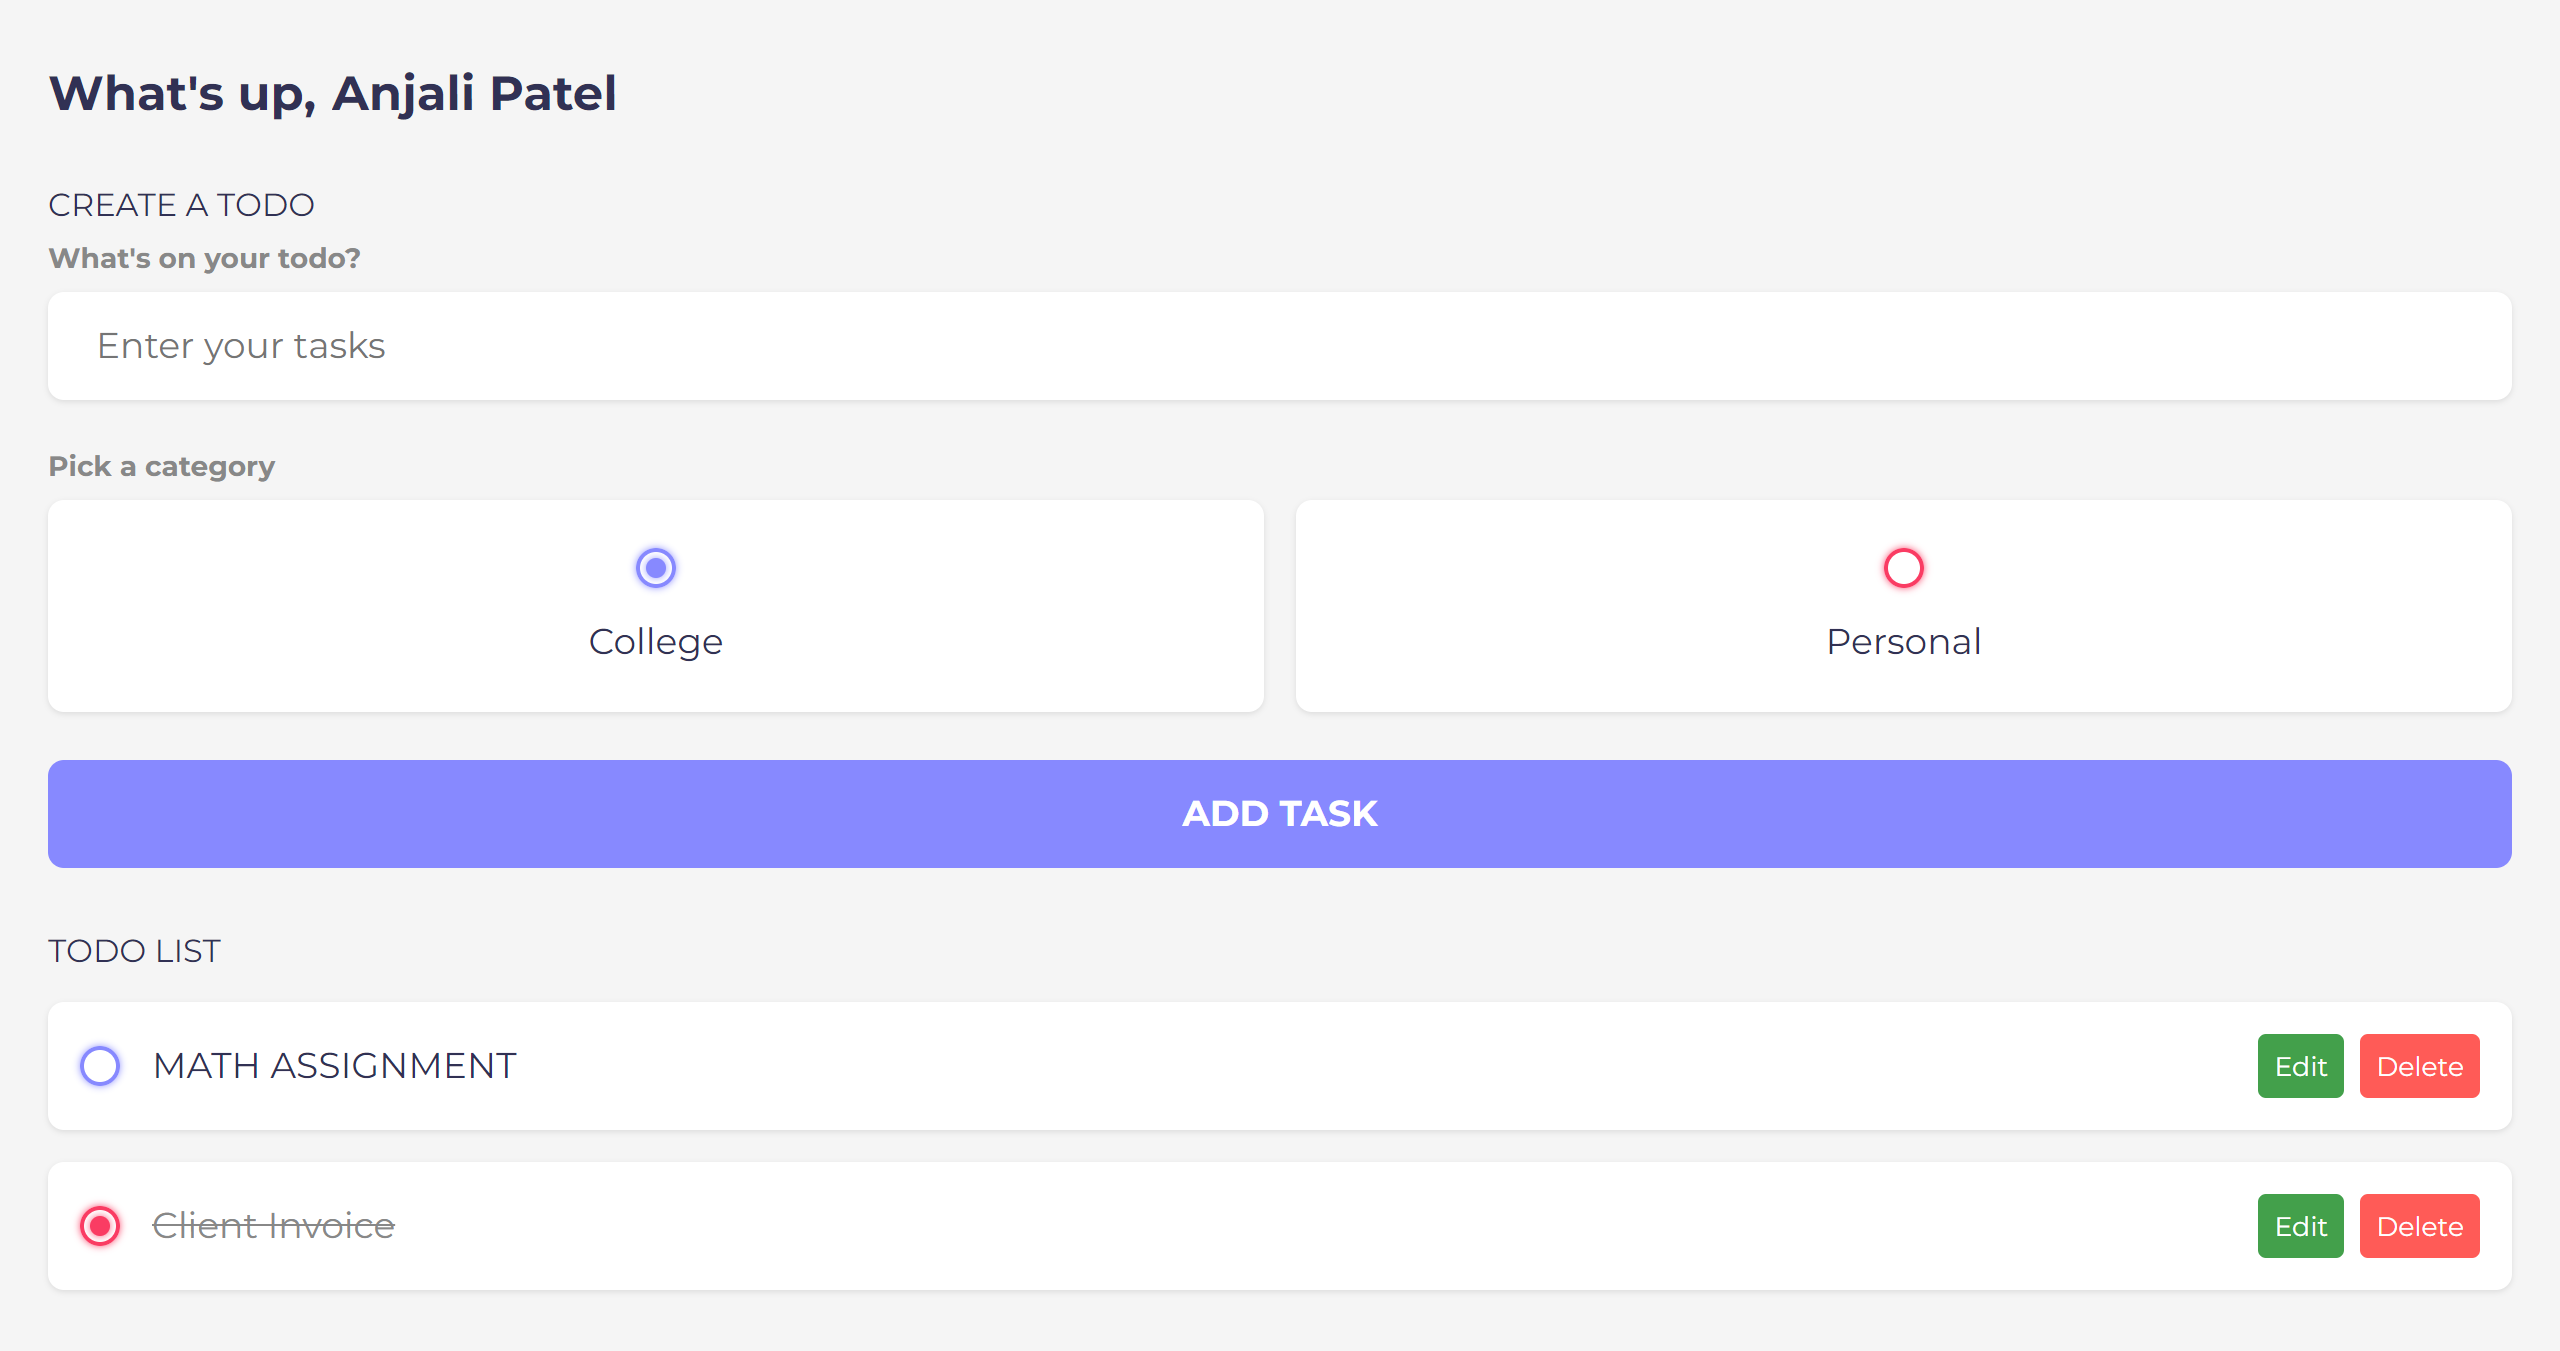 What's up, Anjali Patel
CREATE A TODO
What's on your todo?
Enter your tasks
Pick a category
College
Personal
ADD TASK
TODO LIST
MATH ASSIGNMENT Edit Delete
Client Invoice Edit Delete